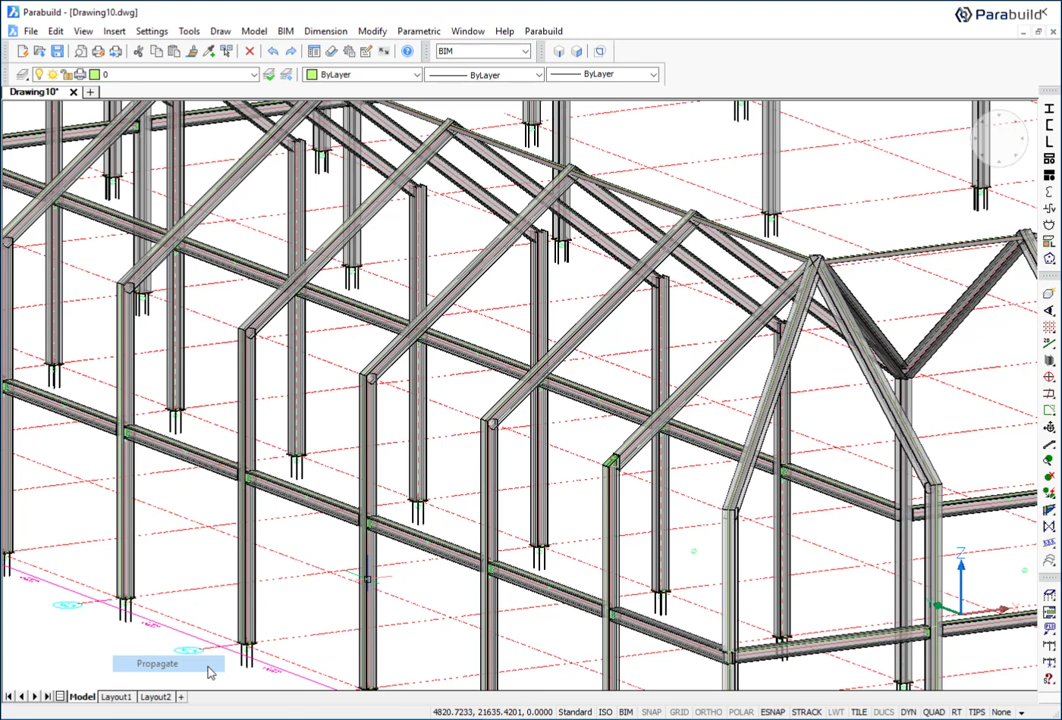 Parabuild - [Drawing10.dwg]
Parabuild
File Edit View Insert Settings Tools Draw Model BIM Dimension Modify Parametric Window Help Parabuild
BIM
0 ByLayer ByLayer ByLayer
Drawing10*
Z
Propagate
Model Layout1 Layout2
4820.7233, 21635.4201, 0.0000 Standard ISO BIM SNAP GRID ORTHO POLAR ESNAP STRACK LWT TILE DUCS DYN QUAD RT TIPS None